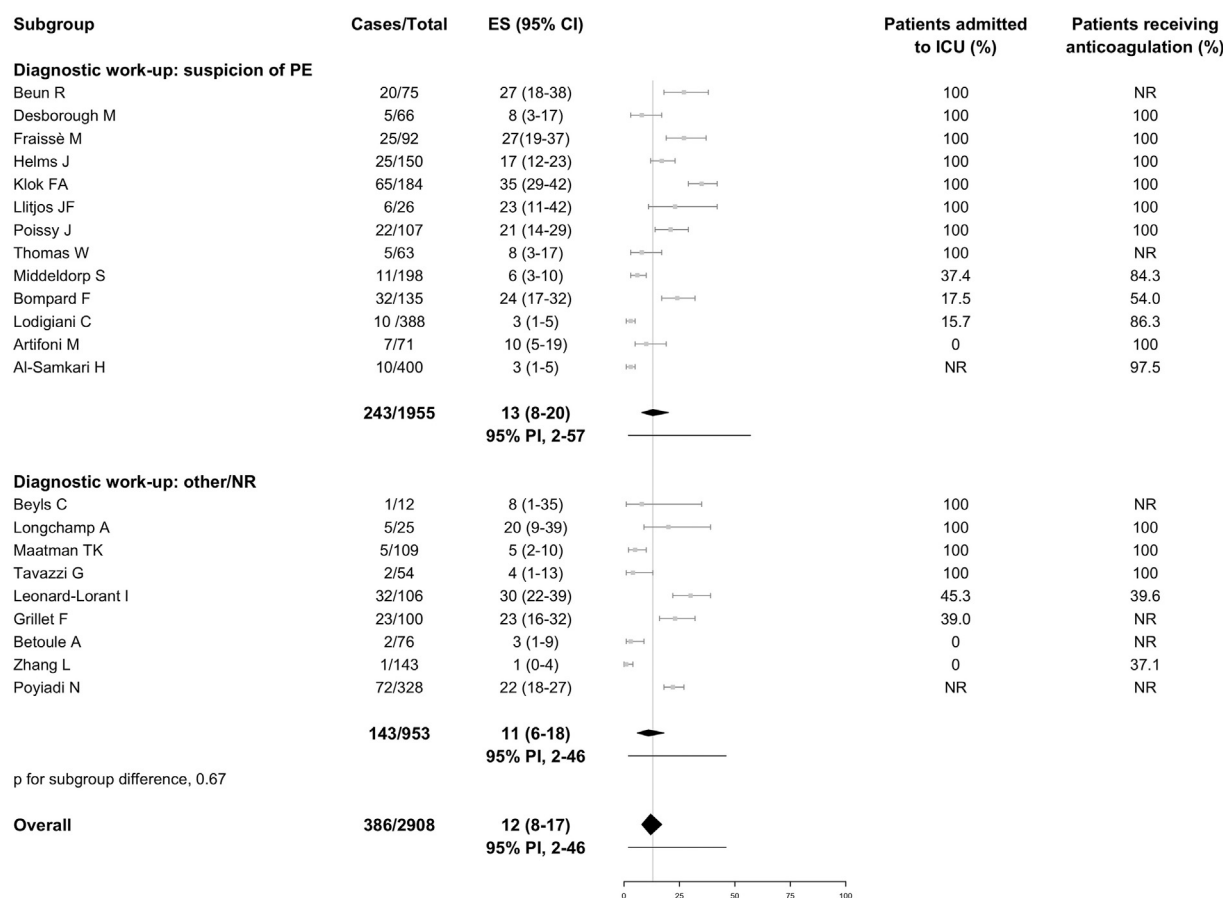 Subgroup Cases/Total ES (95% CI) Patients admitted to ICU (%) Patients receiving anticoagulation (%)
Diagnostic work-up: suspicion of PE
Beun R 20/75 27 (18-38) 100 NR
Desborough M 5/66 8 (3-17) 100 100
Fraissè M 25/92 27(19-37) 100 100
Helms J 25/150 17 (12-23) 100 100
Klok FA 65/184 35 (29-42) 100 100
Llitjos JF 6/26 23 (11-42) 100 100
Poissy J 22/107 21 (14-29) 100 100
Thomas W 5/63 8 (3-17) 100 NR
Middeldorp S 11/198 6 (3-10) 37.4 84.3
Bompard F 32/135 24 (17-32) 17.5 54.0
Lodigiani C 10 /388 3 (1-5) 15.7 86.3
Artifoni M 7/71 10 (5-19) 0 100
Al-Samkari H 10/400 3 (1-5) NR 97.5
243/1955 13 (8-20)
95% PI, 2-57
Diagnostic work-up: other/NR
Beyls C 1/12 8 (1-35) 100 NR
Longchamp A 5/25 20 (9-39) 100 100
Maatman TK 5/109 5 (2-10) 100 100
Tavazzi G 2/54 4 (1-13) 100 100
Leonard-Lorant I 32/106 30 (22-39) 45.3 39.6
Grillet F 23/100 23 (16-32) 39.0 NR
Betoule A 2/76 3 (1-9) 0 NR
Zhang L 1/143 1 (0-4) 0 37.1
Poyiadi N 72/328 22 (18-27) NR NR
143/953 11 (6-18)
95% PI, 2-46
p for subgroup difference, 0.67
Overall 386/2908 12 (8-17)
95% PI, 2-46
0 25 50 75 100